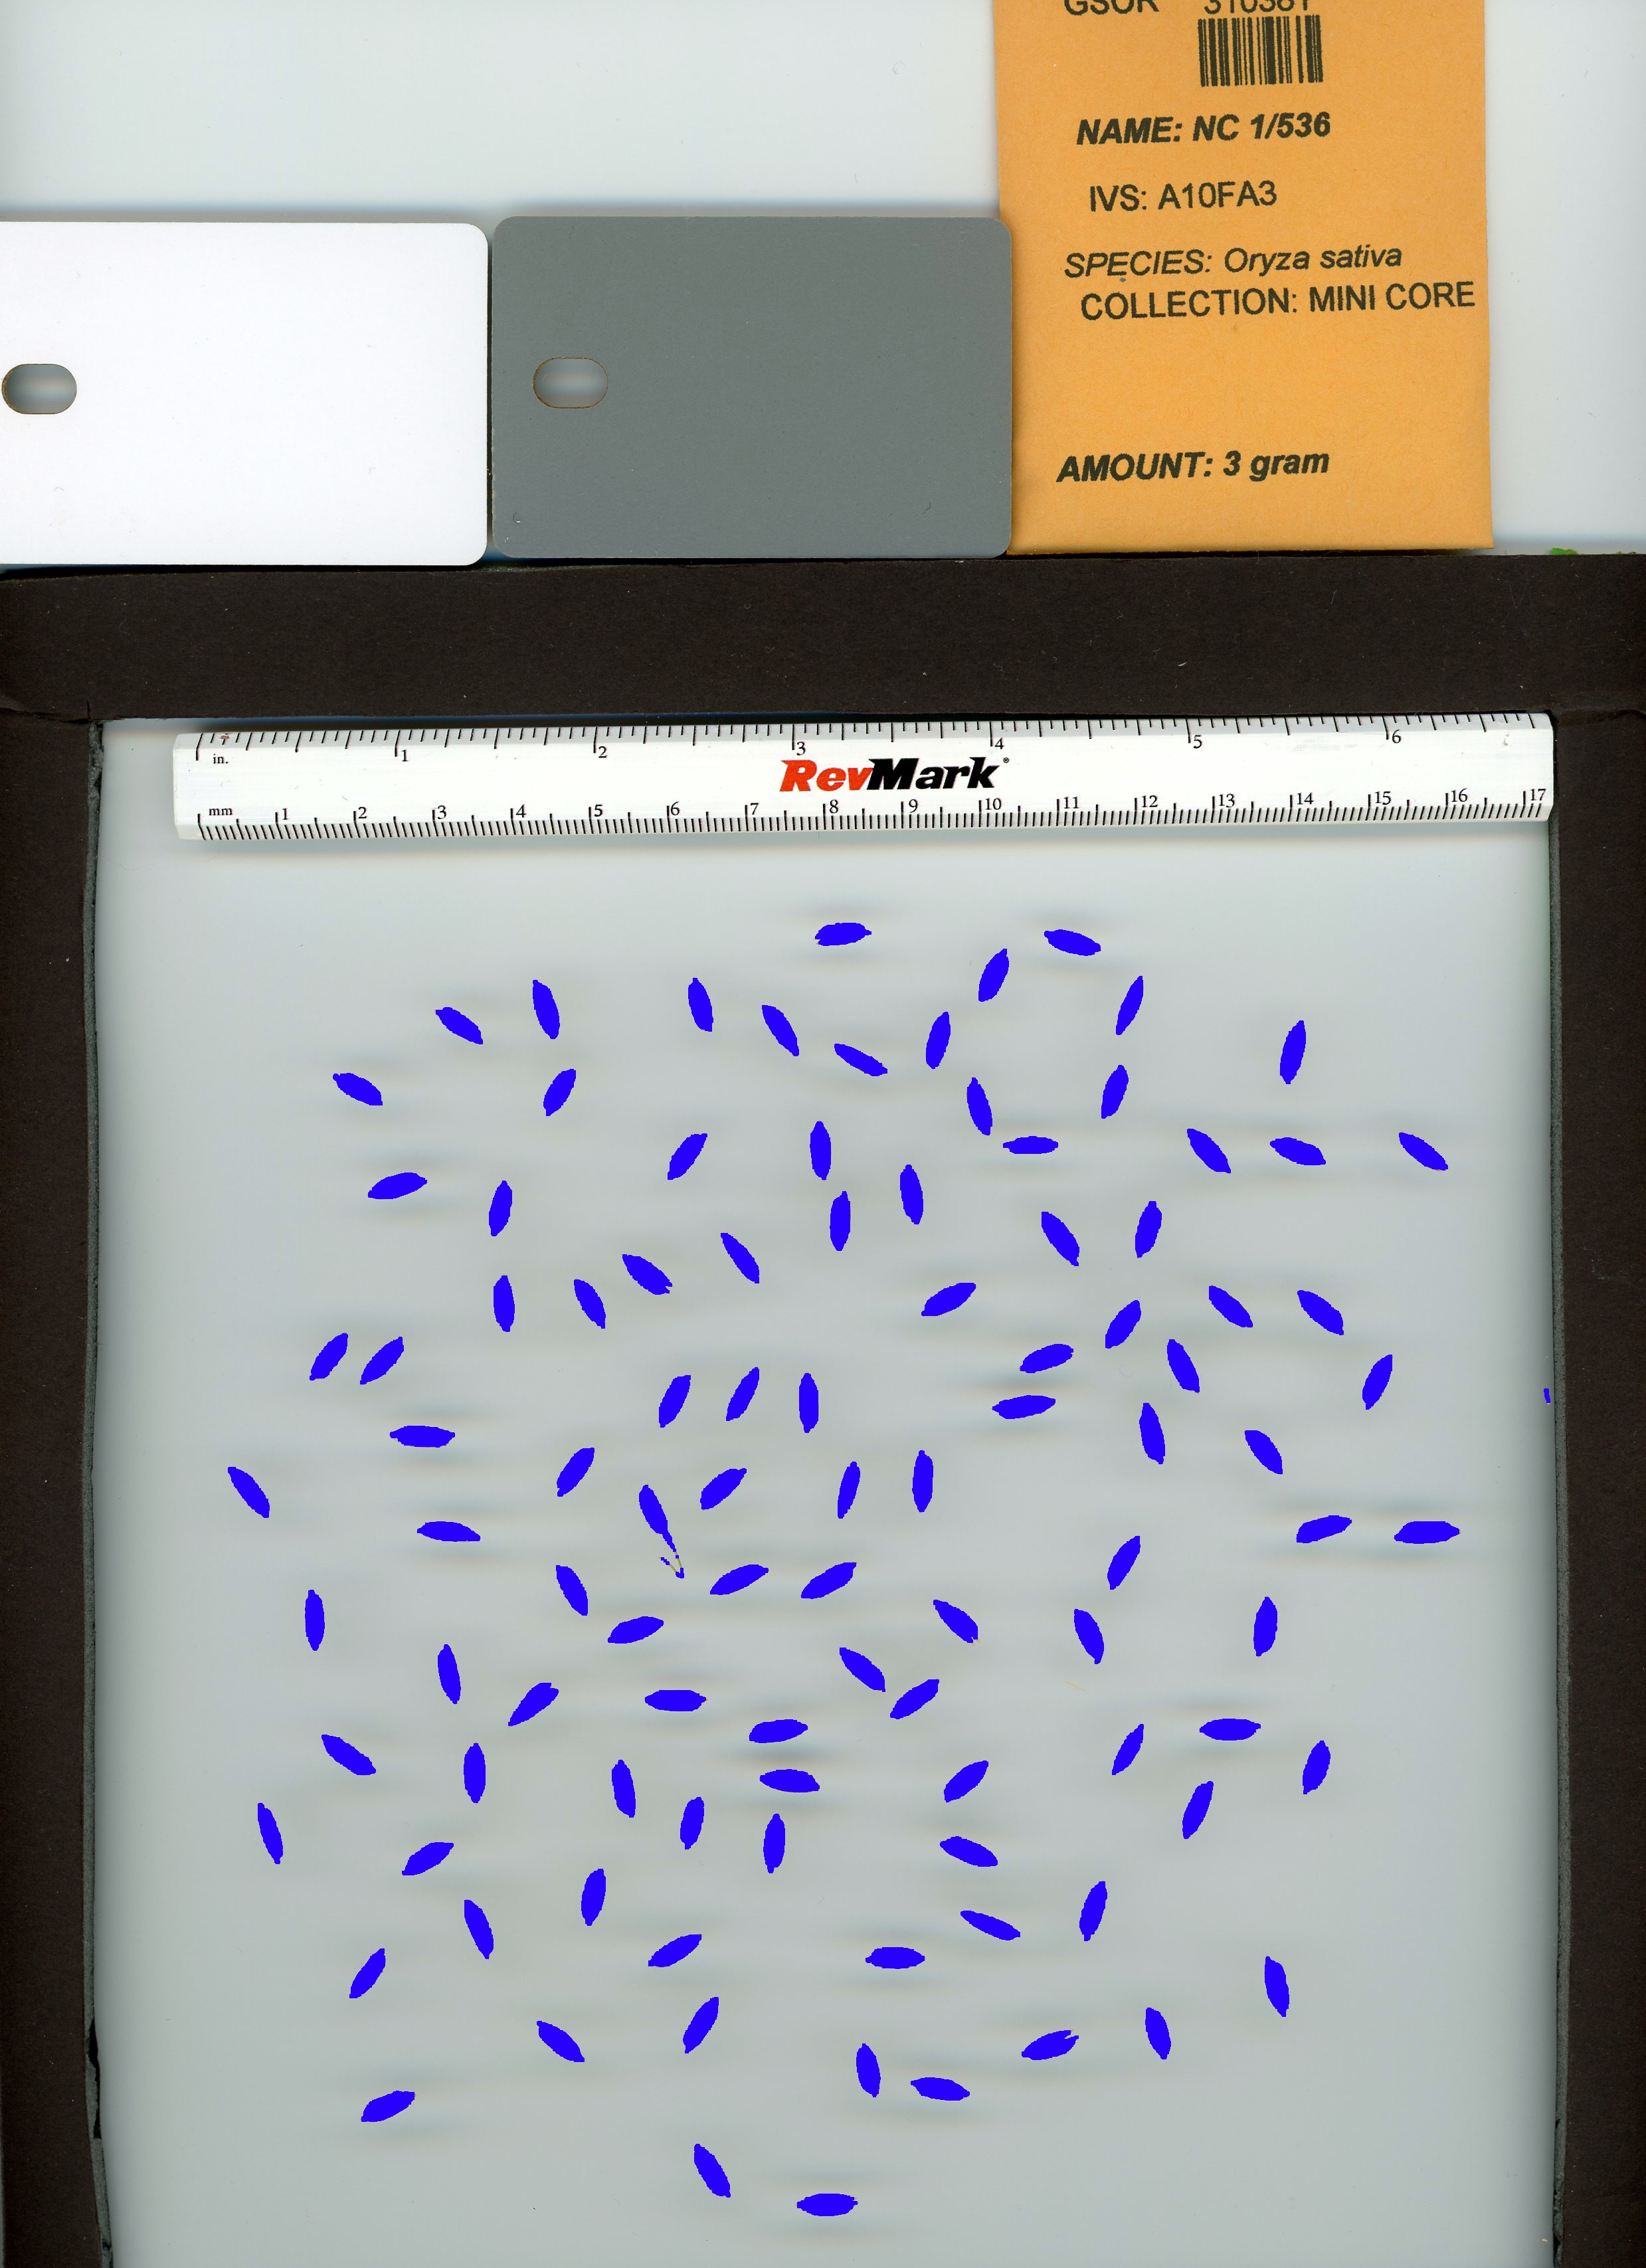 GSOR 310381
NAME: NC 1/536
IVS: A10FA3
SPECIES: Oryza sativa
COLLECTION: MINI CORE
AMOUNT: 3 gram
in. 1 2 3 4 5 6
RevMark
mm 1 2 3 4 5 6 7 8 9 10 11 12 13 14 15 16 17